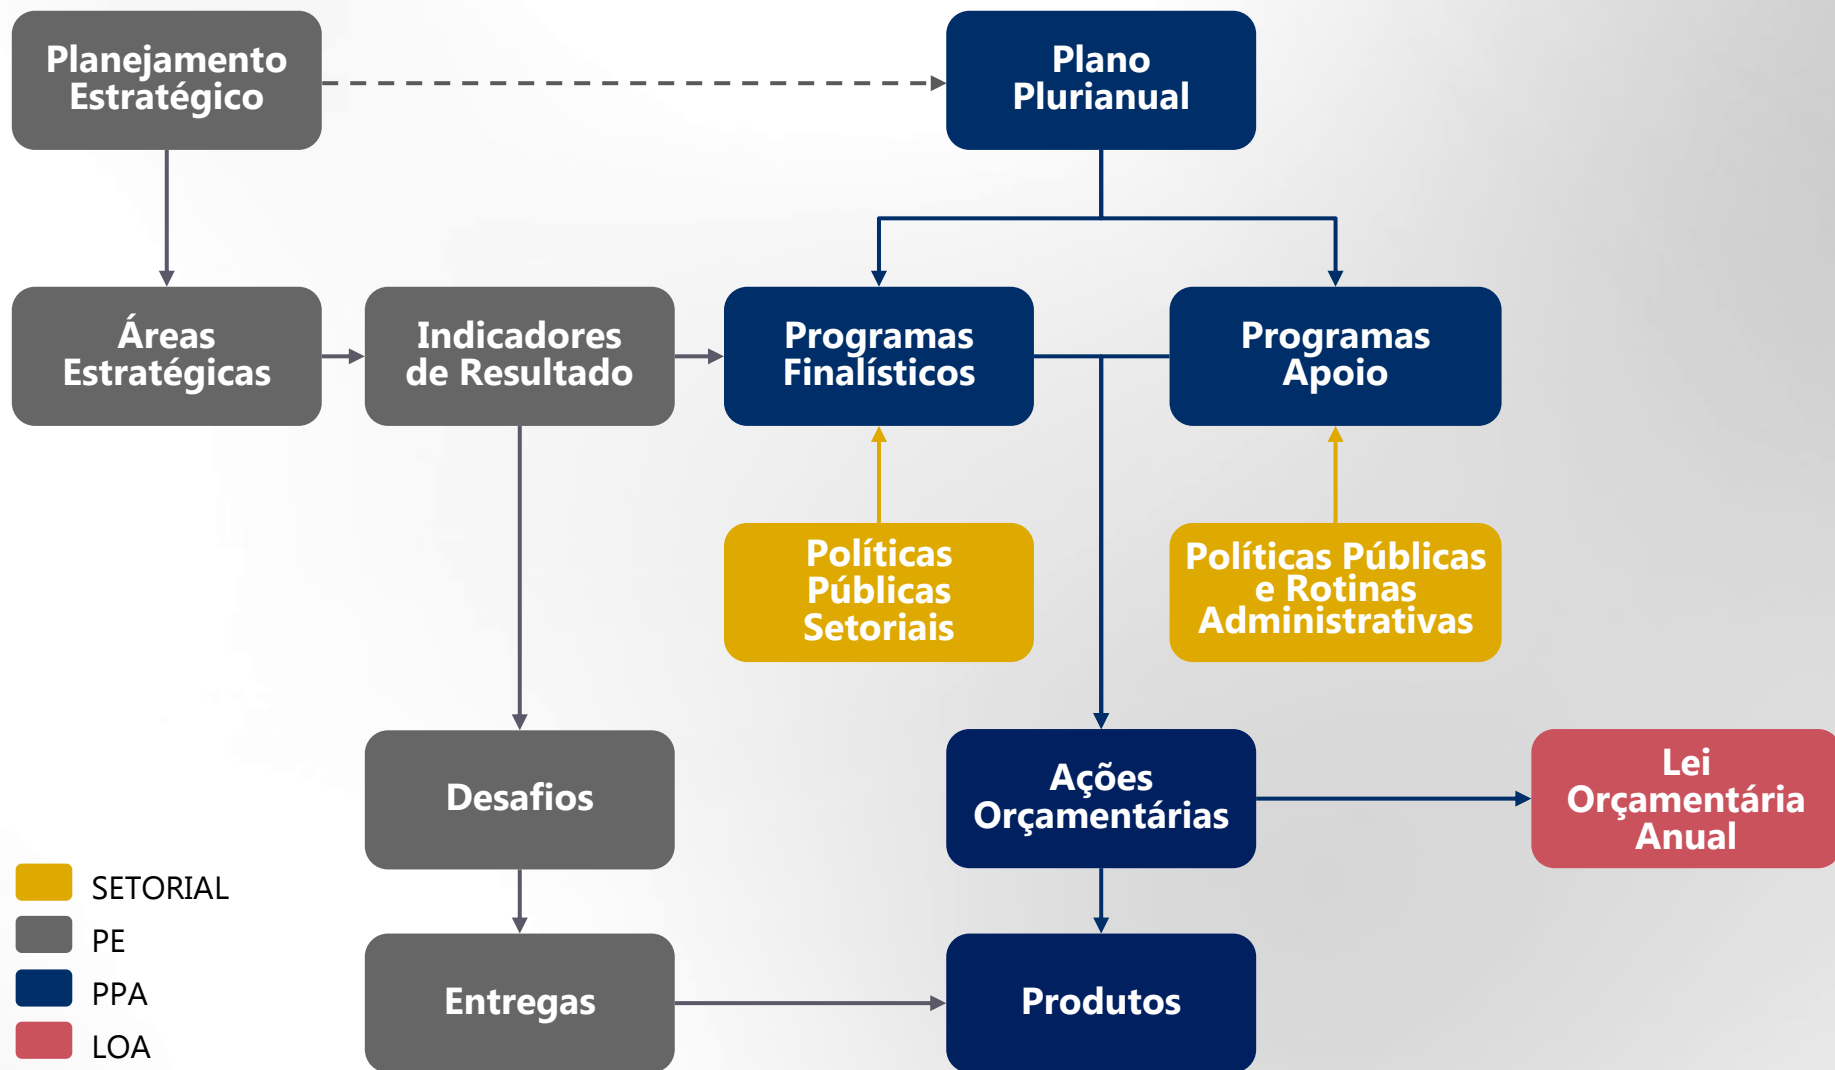 Planejamento
Estratégico
Plano
Plurianual
Áreas
Estratégicas
Indicadores
de Resultado
Programas
Finalísticos
Programas
Apoio
Políticas
Públicas
Setoriais
Políticas Públicas
e Rotinas
Administrativas
Desafios
Ações
Orçamentárias
Lei
Orçamentária
Anual
Entregas
Produtos
SETORIAL
PE
PPA
LOA